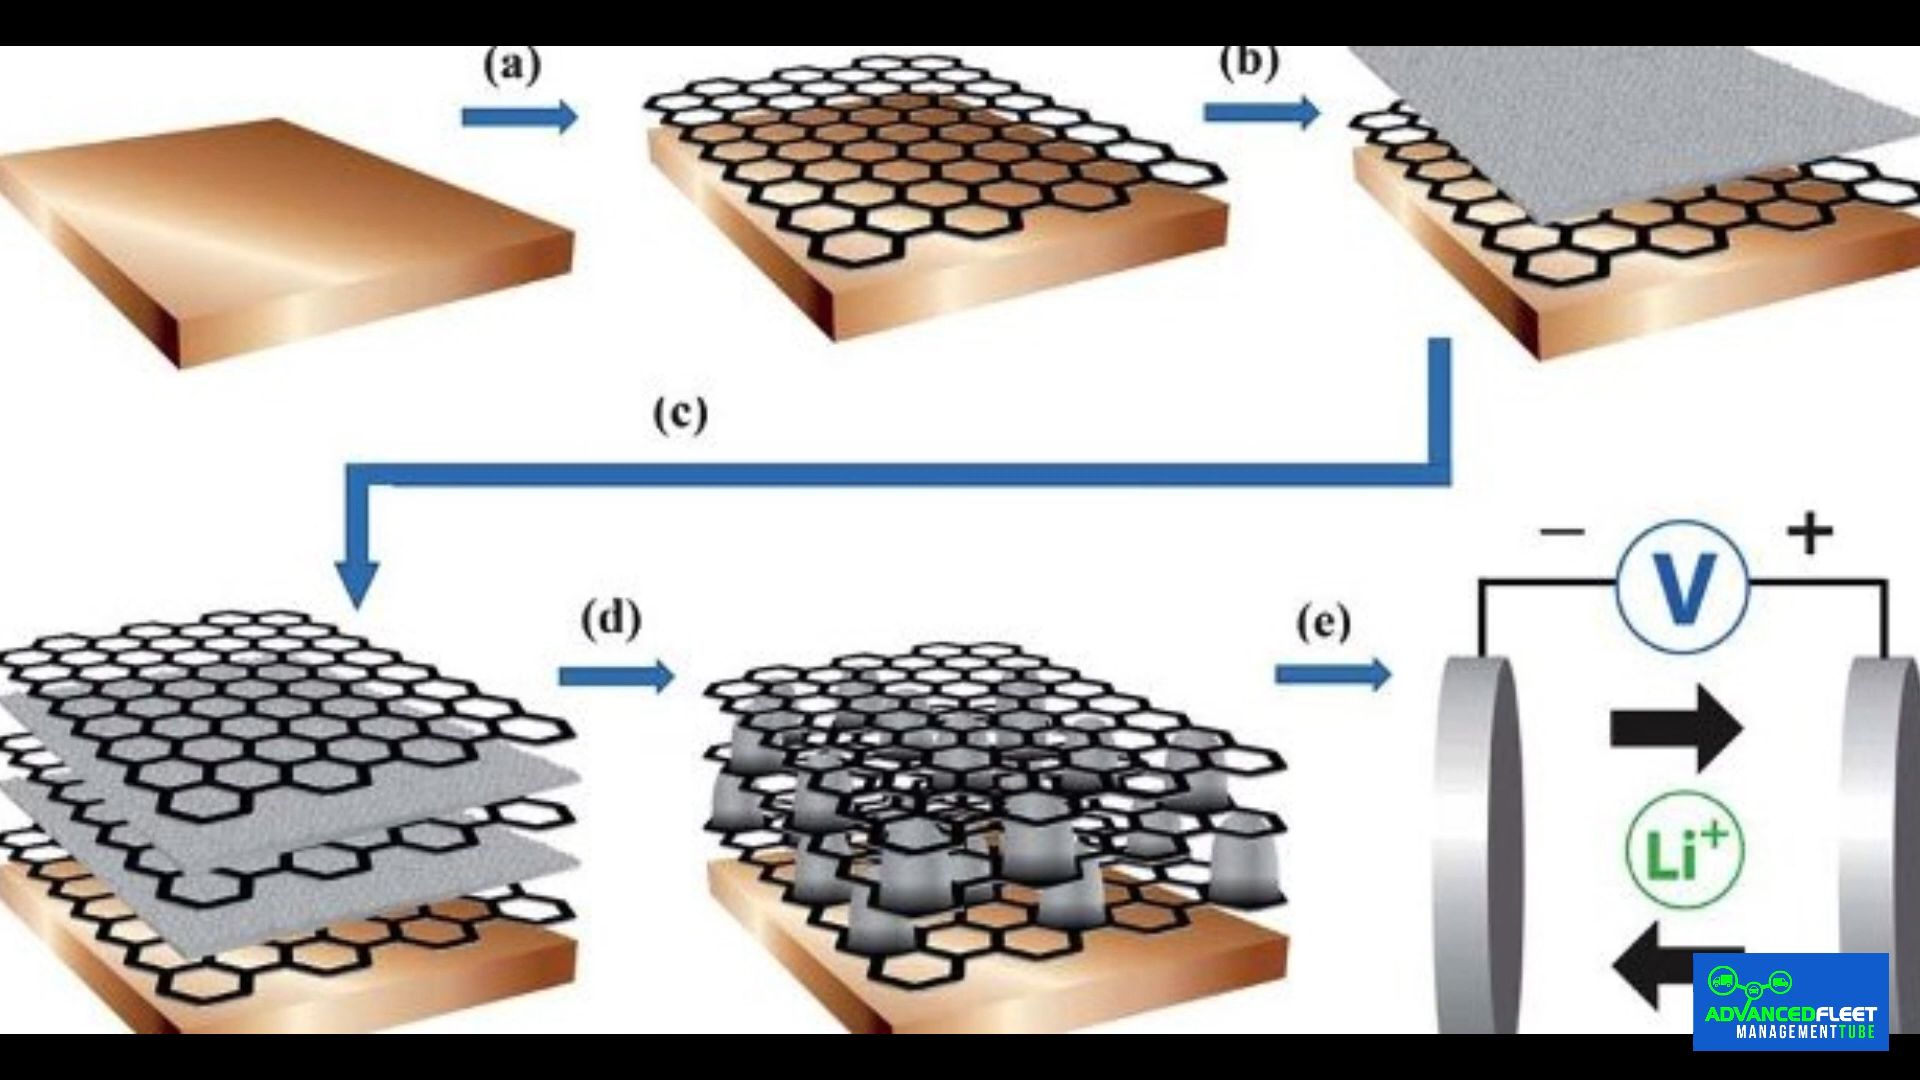 (a)
(b)
(c)
(d)
(e)
− V +
Li+
ADVANCEDFLEET
MANAGEMENTTUBE